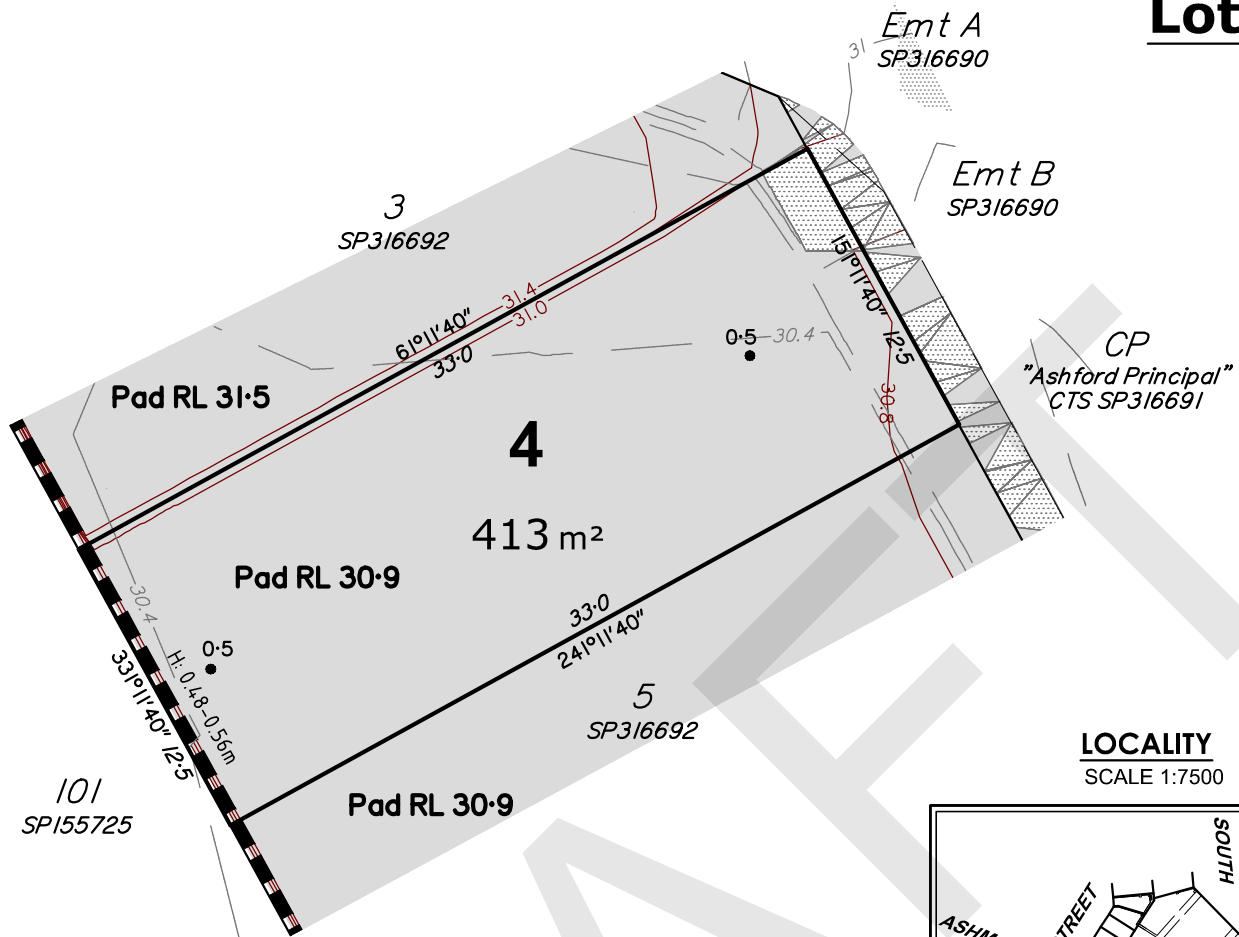 Lot
Emt A
SP316690
31
Emt B
SP316690
3
SP316692
31.4
31.0
61°11'40"
33·0
151°11'40" 12·5
0·5
30.4
CP
"Ashford Principal"
CTS SP316691
Pad RL 31·5
30.8
4
413 m²
Pad RL 30·9
30.4
33·0
241°11'40"
0·5
H: 0.48-0.56m
331°11'40" 12·5
5
SP316692
LOCALITY
SCALE 1:7500
101
SP155725
Pad RL 30·9
SOUTH
TREET
ASHM